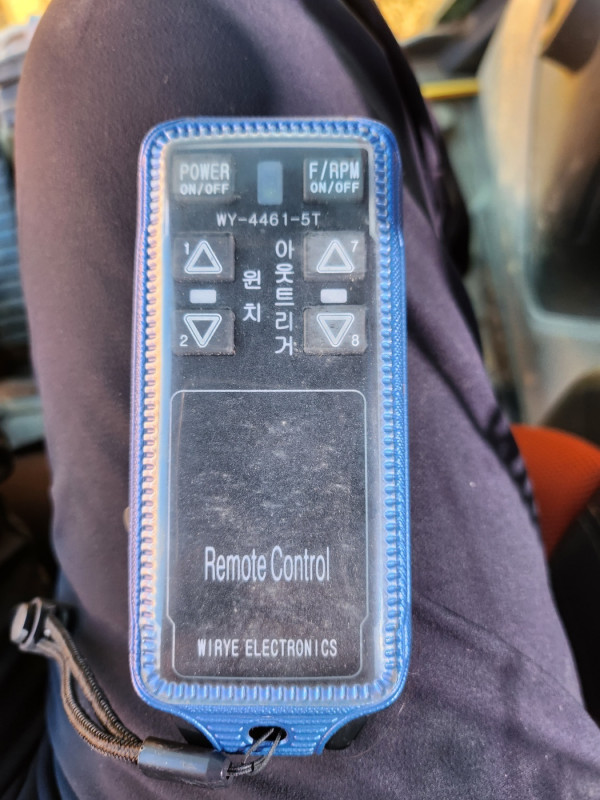 POWER
ON/OFF
F/RPM
ON/OFF
WY-4461-5T
1
7
윈치
아웃트리거
2
8
Remote Control
WIRYE ELECTRONICS